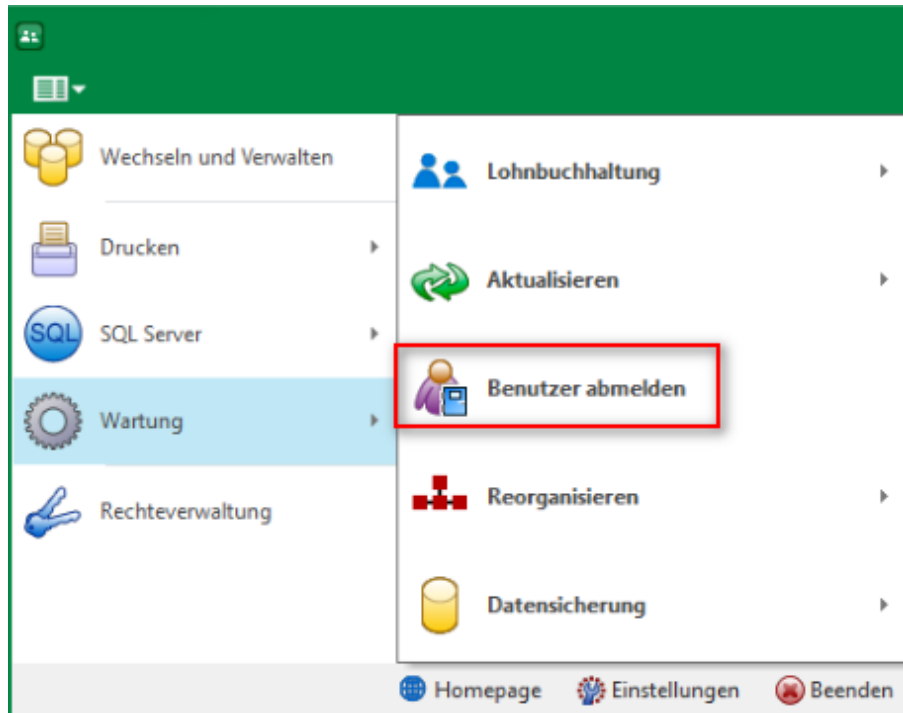 Wechseln und Verwalten
Drucken
SQL
SQL Server
Wartung
Rechteverwaltung
Lohnbuchhaltung
Aktualisieren
Benutzer abmelden
Reorganisieren
Datensicherung
Homepage Einstellungen Beenden